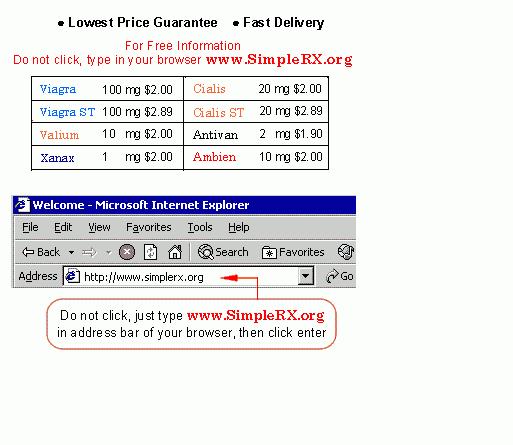 ● Lowest Price Guarantee ● Fast Delivery
For Free Information
Do not click, type in your browser www.SimpleRX.org
Viagra 100 mg $2.00 Cialis 20 mg $2.00
Viagra ST 100 mg $2.89 Cialis ST 20 mg $2.89
Valium 10 mg $2.00 Antivan 2 mg $1.90
Xanax 1 mg $2.00 Ambien 10 mg $2.00
Welcome - Microsoft Internet Explorer
File Edit View Favorites Tools Help
Back Search Favorites
Address http://www.simplerx.org Go
Do not click, just type www.SimpleRX.org
in address bar of your browser, then click enter